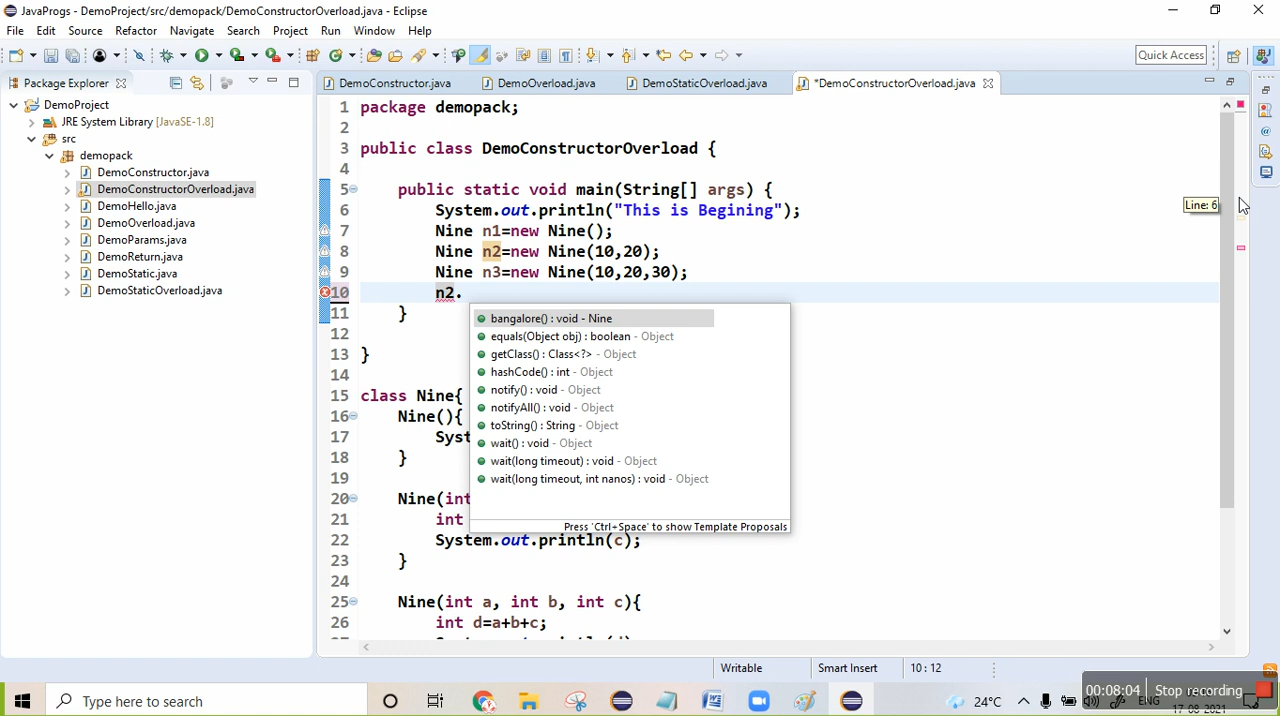 JavaProgs - DemoProject/src/demopack/DemoConstructorOverload.java - Eclipse
File Edit Source Refactor Navigate Search Project Run Window Help
Quick Access
Package Explorer
DemoConstructor.java DemoOverload.java DemoStaticOverload.java *DemoConstructorOverload.java
DemoProject
JRE System Library [JavaSE-1.8]
src
demopack
DemoConstructor.java
DemoConstructorOverload.java
DemoHello.java
DemoOverload.java
DemoParams.java
DemoReturn.java
DemoStatic.java
DemoStaticOverload.java
1 package demopack;
2
3 public class DemoConstructorOverload {
4
5 public static void main(String[] args) {
6 System.out.println("This is Begining");
7 Nine n1=new Nine();
8 Nine n2=new Nine(10,20);
9 Nine n3=new Nine(10,20,30);
10 n2.
11 }
12
13 }
14
15 class Nine{
16 Nine(){
17 Syst
18 }
19
20 Nine(int
21 int
22 System.out.println(c);
23 }
24
25 Nine(int a, int b, int c){
26 int d=a+b+c;
Line: 6
bangalore() : void - Nine
equals(Object obj) : boolean - Object
getClass() : Class<?> - Object
hashCode() : int - Object
notify() : void - Object
notifyAll() : void - Object
toString() : String - Object
wait() : void - Object
wait(long timeout) : void - Object
wait(long timeout, int nanos) : void - Object
Press 'Ctrl+Space' to show Template Proposals
Writable Smart Insert 10 : 12
Type here to search
24°C
ENG
17-08-2021
00:08:04 Stop recording